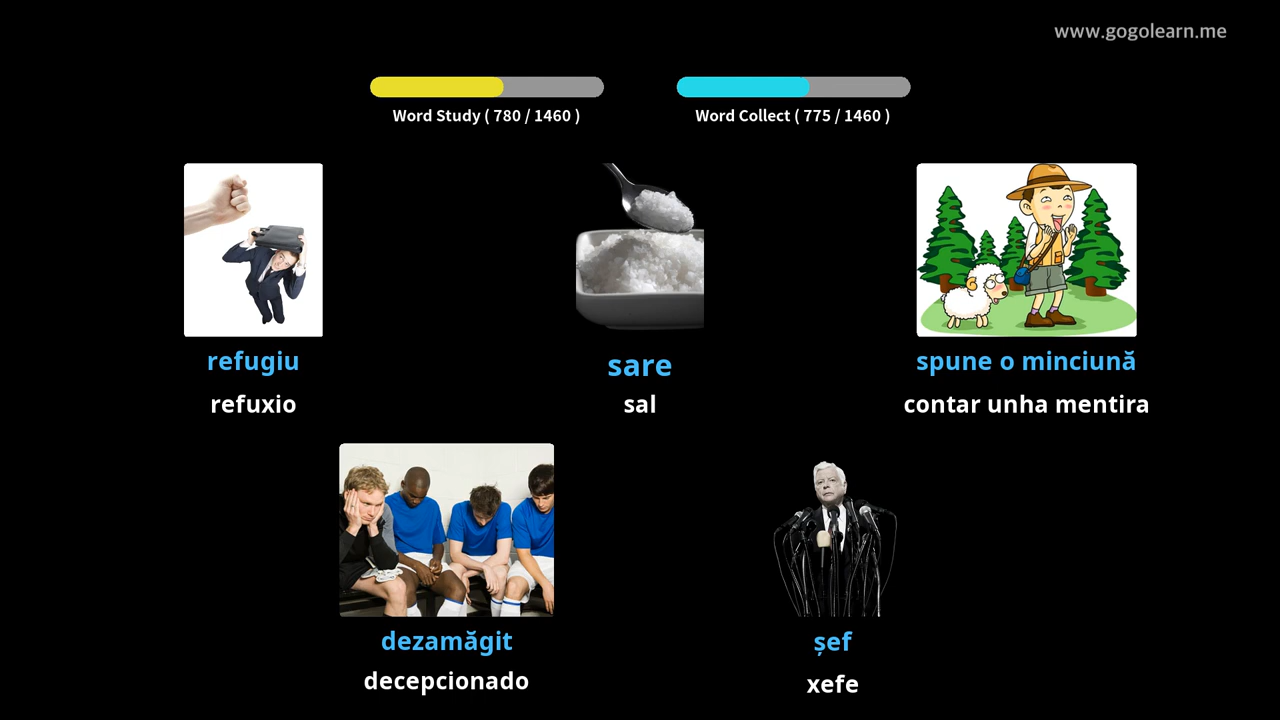 www.gogolearn.me
Word Study ( 780 / 1460 )
Word Collect ( 775 / 1460 )
refugiu
refuxio
sare
sal
spune o minciună
contar unha mentira
dezamăgit
decepcionado
șef
xefe